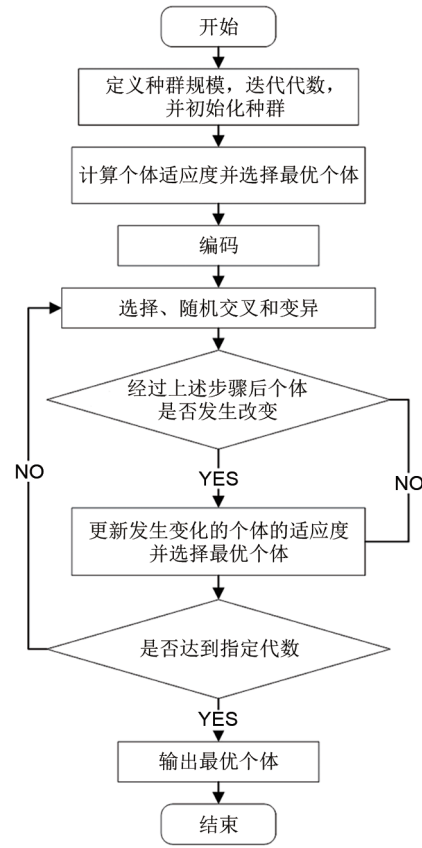 开始
定义种群规模，迭代代数，
并初始化种群
计算个体适应度并选择最优个体
编码
选择、随机交叉和变异
经过上述步骤后个体
是否发生改变
NO
YES
NO
更新发生变化的个体的适应度
并选择最优个体
是否达到指定代数
YES
输出最优个体
结束